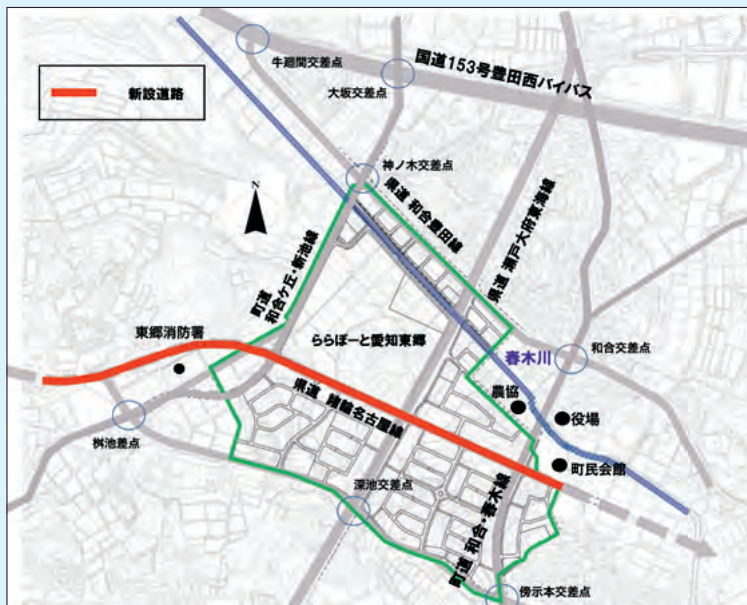 牛廻間交差点
国道153号豊田西バイパス
新設道路
大坂交差点
神ノ木交差点
県道 和合豊田線
県道 瀬戸大府東海線
町道 和合ケ丘・新池線
東郷消防署
ららぽーと愛知東郷
春木川
和合交差点
農協
役場
県道 諸輪名古屋線
桝池差点
町民会館
深池交差点
町道 和合・春木線
傍示本交差点